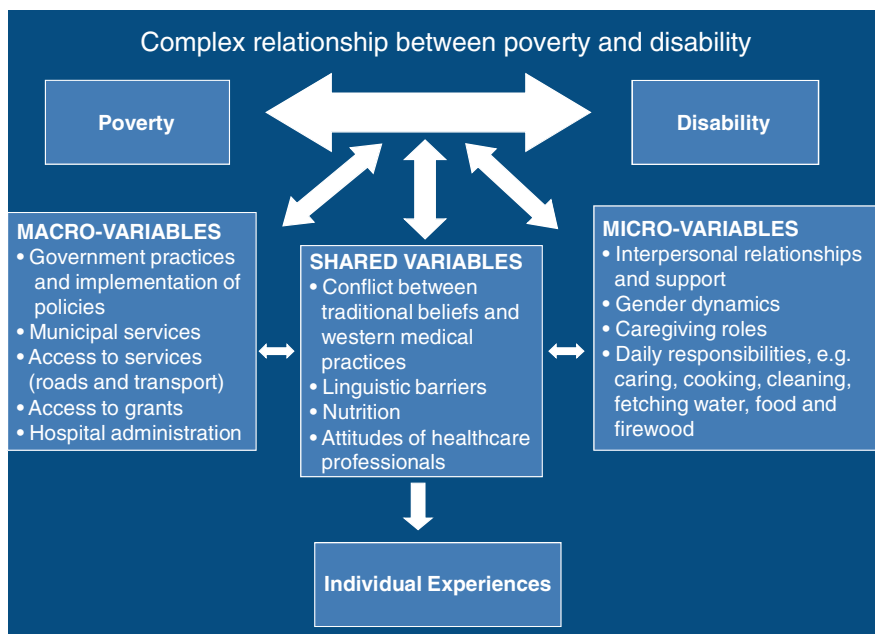 Complex relationship between poverty and disability
Poverty
Disability
MACRO-VARIABLES
• Government practices
and implementation of
policies
• Municipal services
• Access to services
(roads and transport)
• Access to grants
• Hospital administration
SHARED VARIABLES
• Conflict between
traditional beliefs and
western medical
practices
• Linguistic barriers
• Nutrition
• Attitudes of healthcare
professionals
MICRO-VARIABLES
• Interpersonal relationships
and support
• Gender dynamics
• Caregiving roles
• Daily responsibilities, e.g.
caring, cooking, cleaning,
fetching water, food and
firewood
Individual Experiences